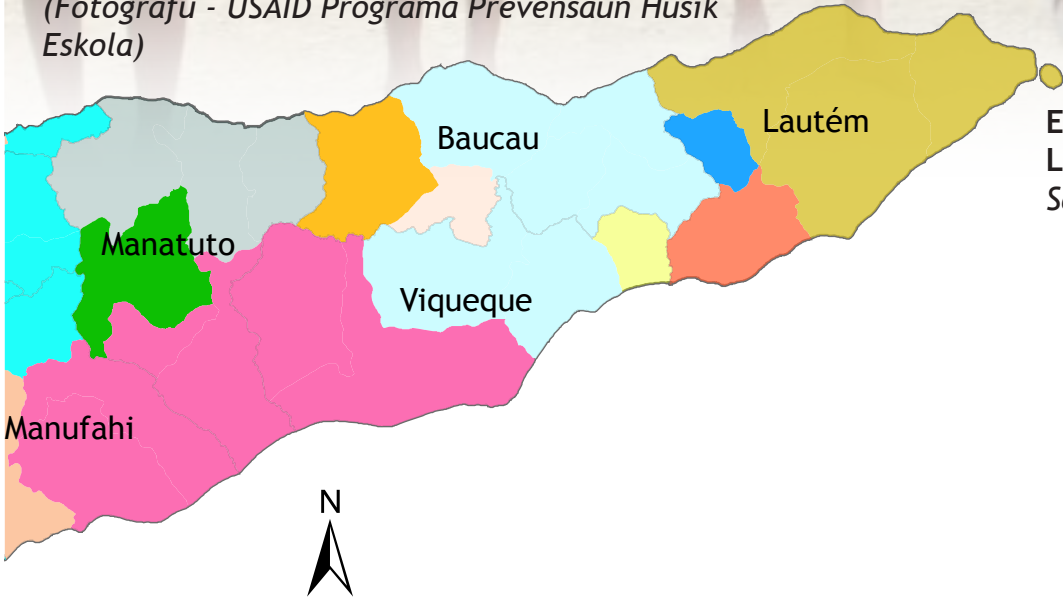 (Fotografu - USAID Programa Prevensaun Husik
Eskola)
Baucau
Lautém
Manatuto
Viqueque
Manufahi
N